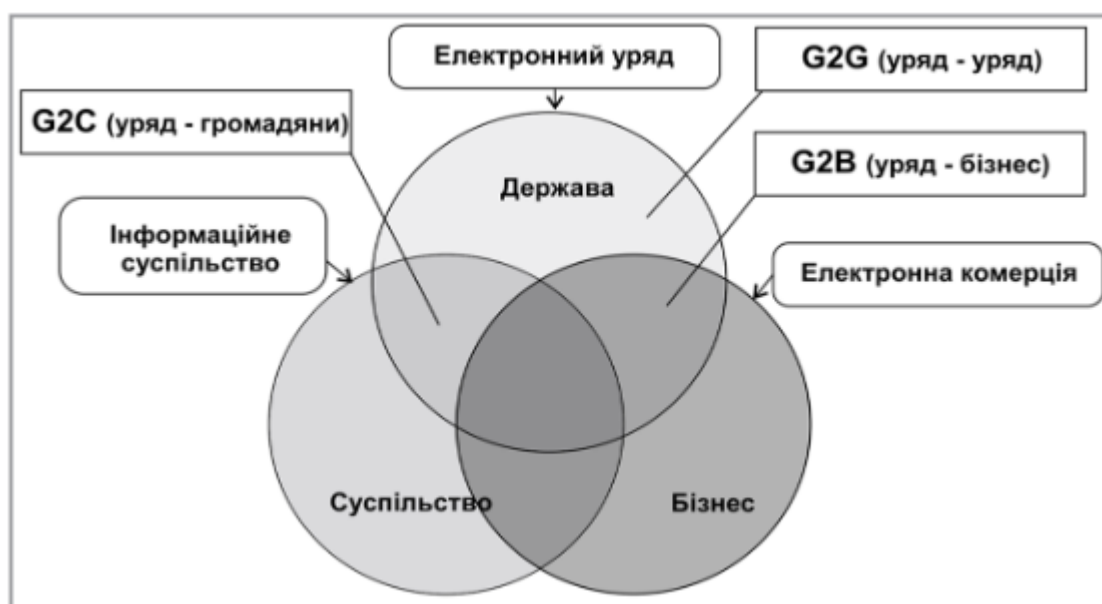 Електронний уряд
G2G (уряд - уряд)
G2C (уряд - громадяни)
G2B (уряд - бізнес)
Держава
Інформаційне
суспільство
Електронна комерція
Суспільство
Бізнес